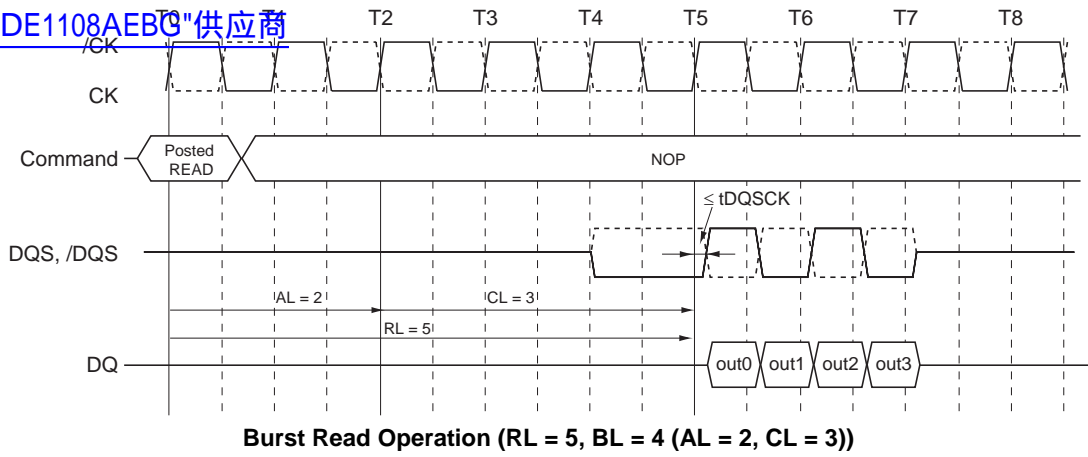 DE1108AEBG"供应商
T0 T1 T2 T3 T4 T5 T6 T7 T8
/CK
CK
Command
Posted
READ
NOP
≤ tDQSCK
DQS, /DQS
AL = 2 CL = 3
RL = 5
DQ
out0 out1 out2 out3
Burst Read Operation (RL = 5, BL = 4 (AL = 2, CL = 3))